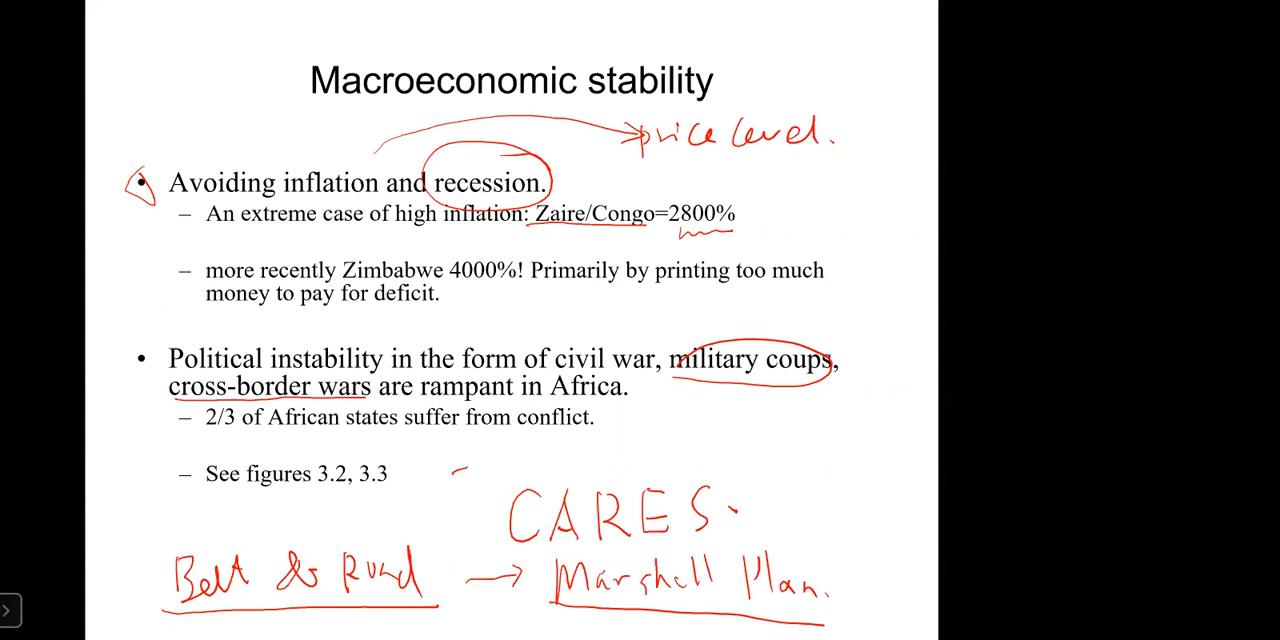 Macroeconomic stability
price level.
• Avoiding inflation and recession.
– An extreme case of high inflation: Zaire/Congo=2800%
– more recently Zimbabwe 4000%! Primarily by printing too much
money to pay for deficit.
• Political instability in the form of civil war, military coups,
cross-border wars are rampant in Africa.
– 2/3 of African states suffer from conflict.
– See figures 3.2, 3.3
CARES.
Belt & Road → Marshall Plan.